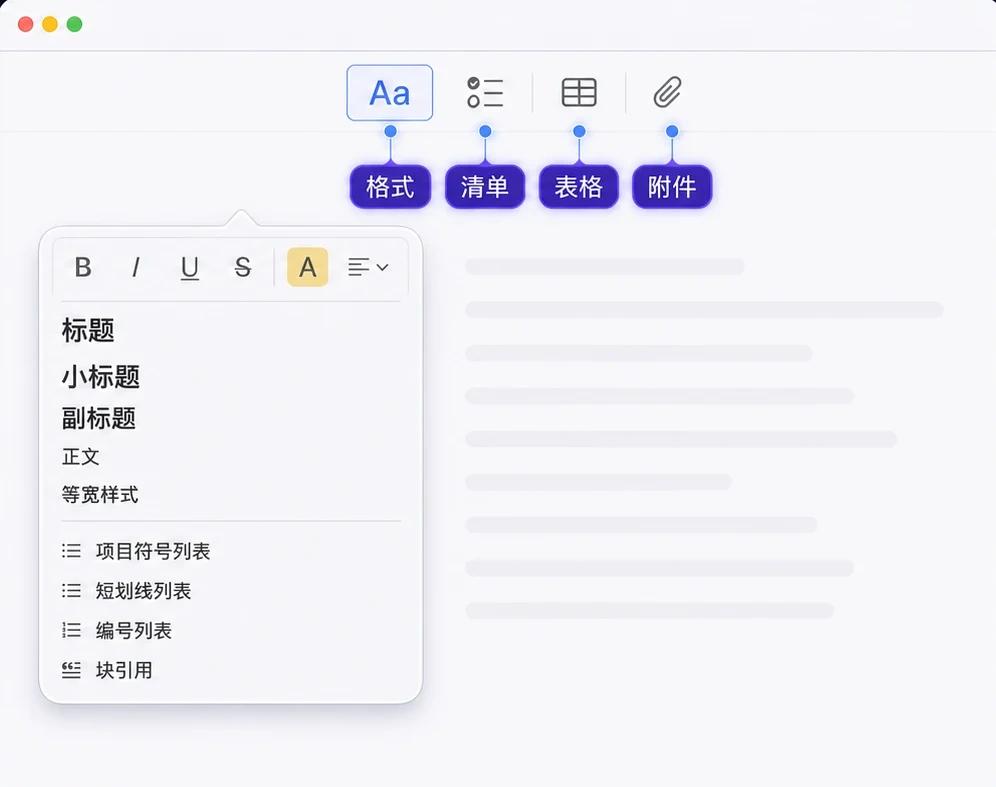 Aa
格式 清单 表格 附件
B I U S A
标题
小标题
副标题
正文
等宽样式
项目符号列表
短划线列表
编号列表
块引用